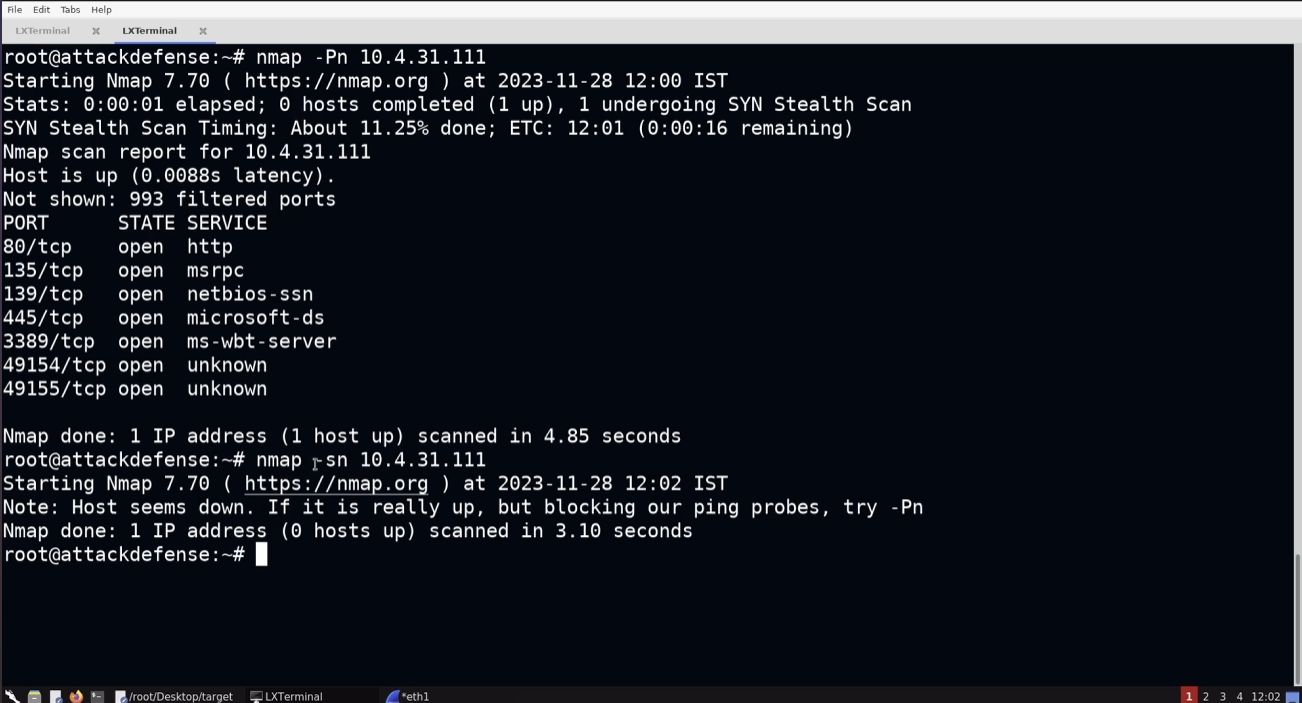 File Edit Tabs Help
LXTerminal LXTerminal
root@attackdefense:~# nmap -Pn 10.4.31.111
Starting Nmap 7.70 ( https://nmap.org ) at 2023-11-28 12:00 IST
Stats: 0:00:01 elapsed; 0 hosts completed (1 up), 1 undergoing SYN Stealth Scan
SYN Stealth Scan Timing: About 11.25% done; ETC: 12:01 (0:00:16 remaining)
Nmap scan report for 10.4.31.111
Host is up (0.0088s latency).
Not shown: 993 filtered ports
PORT      STATE SERVICE
80/tcp    open  http
135/tcp   open  msrpc
139/tcp   open  netbios-ssn
445/tcp   open  microsoft-ds
3389/tcp  open  ms-wbt-server
49154/tcp open  unknown
49155/tcp open  unknown
Nmap done: 1 IP address (1 host up) scanned in 4.85 seconds
root@attackdefense:~# nmap -sn 10.4.31.111
Starting Nmap 7.70 ( https://nmap.org ) at 2023-11-28 12:02 IST
Note: Host seems down. If it is really up, but blocking our ping probes, try -Pn
Nmap done: 1 IP address (0 hosts up) scanned in 3.10 seconds
root@attackdefense:~#
/root/Desktop/target LXTerminal *eth1 1 2 3 4 12:02